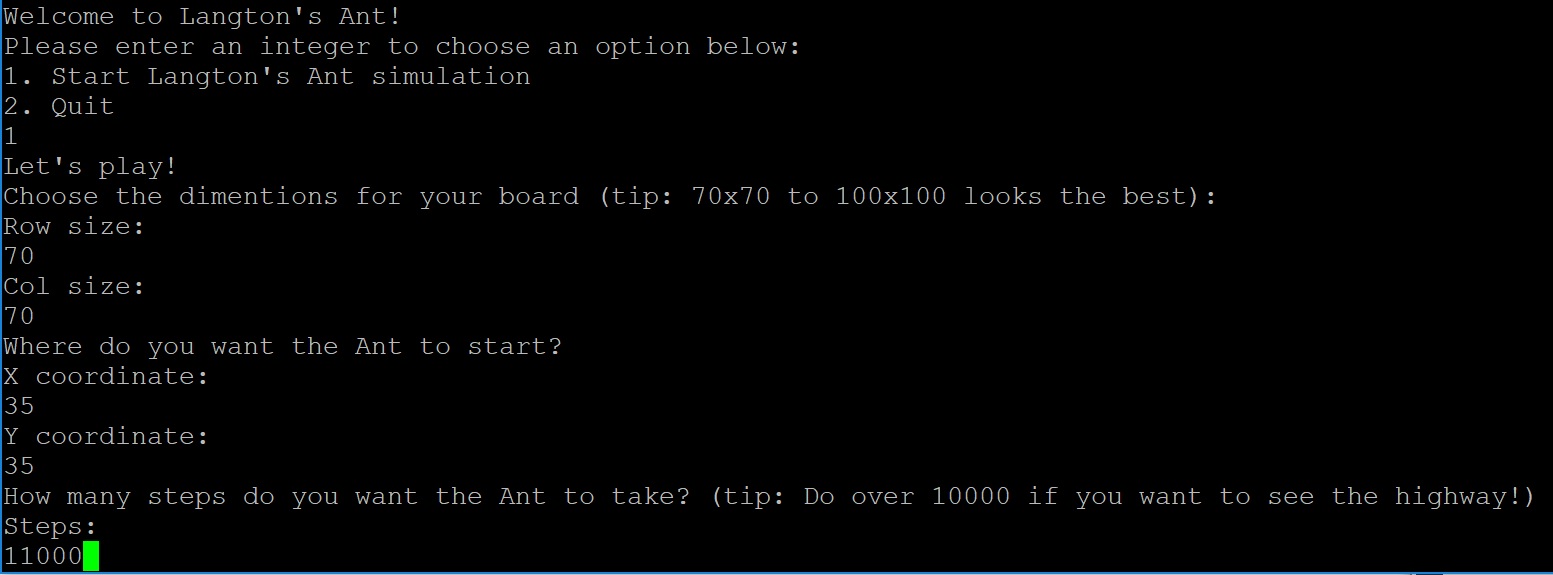 Welcome to Langton's Ant!
Please enter an integer to choose an option below:
1. Start Langton's Ant simulation
2. Quit
1
Let's play!
Choose the dimentions for your board (tip: 70x70 to 100x100 looks the best):
Row size:
70
Col size:
70
Where do you want the Ant to start?
X coordinate:
35
Y coordinate:
35
How many steps do you want the Ant to take? (tip: Do over 10000 if you want to see the highway!)
Steps:
11000